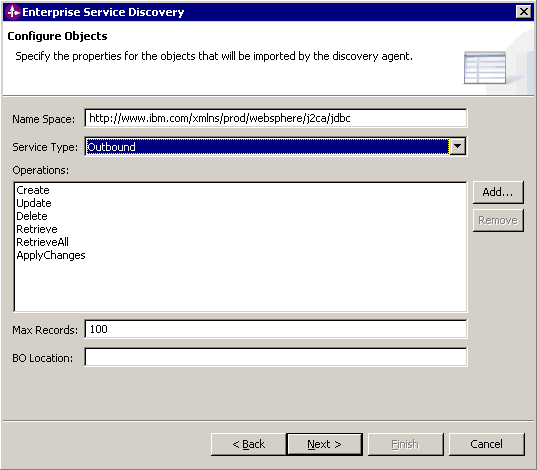 Enterprise Service Discovery
Configure Objects
Specify the properties for the objects that will be imported by the discovery agent.
Name Space: http://www.ibm.com/xmlns/prod/websphere/j2ca/jdbc
Service Type: Outbound
Operations:
Create
Update
Delete
Retrieve
RetrieveAll
ApplyChanges
Add...
Remove
Max Records: 100
BO Location:
< Back Next > Finish Cancel